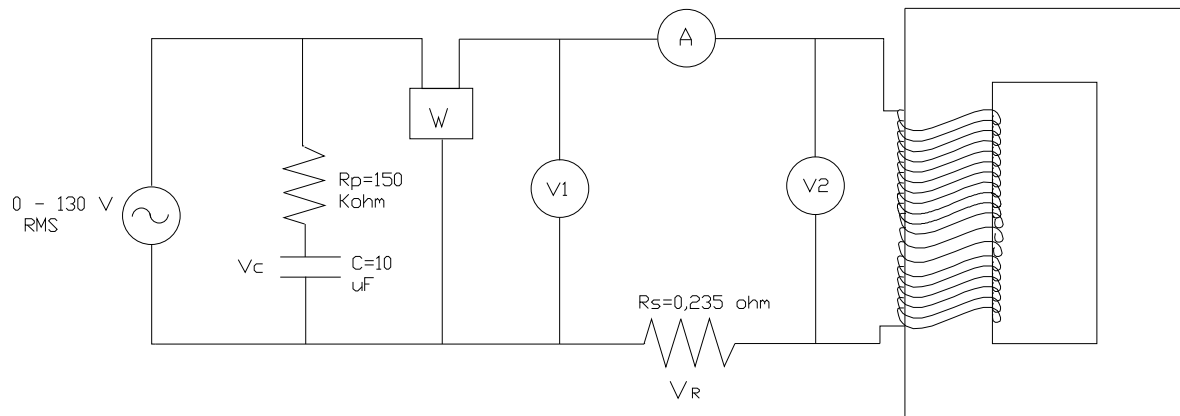 A
W
Rp=150
Kohm
V1
V2
0 - 130 V
RMS
Vc
C=10
uF
Rs=0,235 ohm
VR